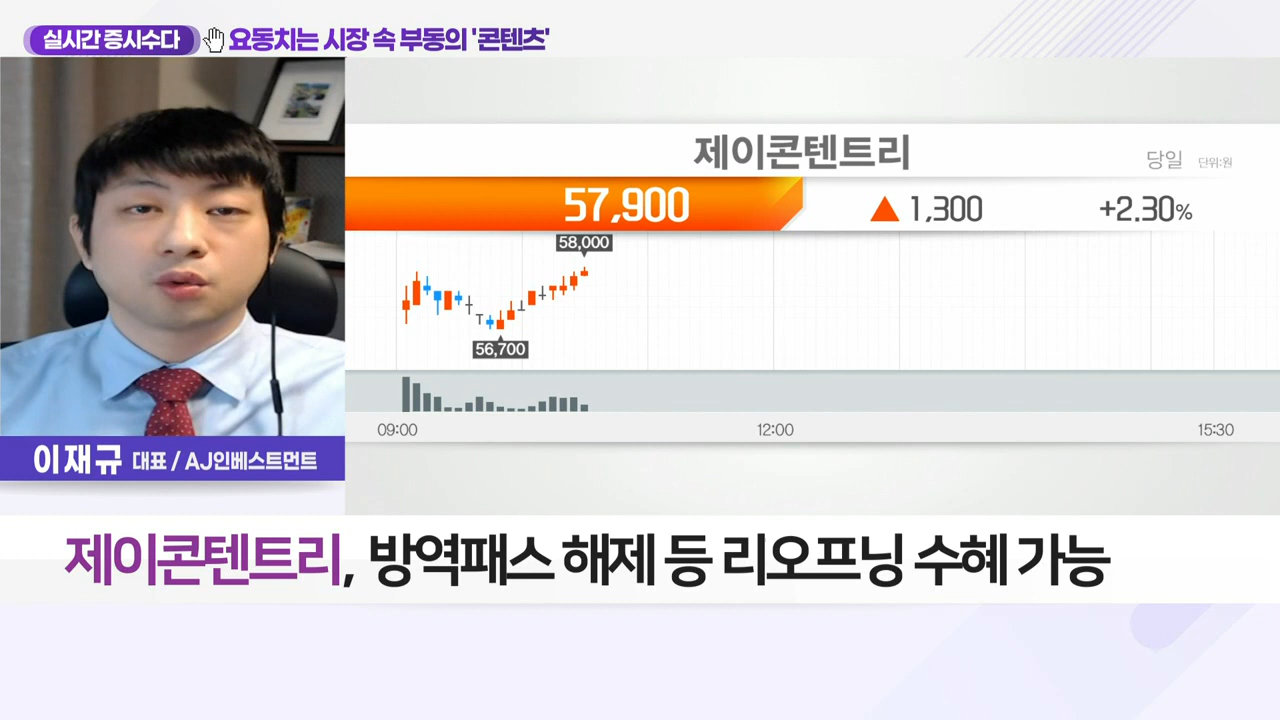 실시간 증시수다 요동치는 시장 속 부동의 '콘텐츠'
제이콘텐트리
당일 단위:원
57,900 ▲ 1,300 +2.30%
58,000
56,700
09:00 12:00 15:30
이재규 대표 / AJ인베스트먼트
제이콘텐트리, 방역패스 해제 등 리오프닝 수혜 가능